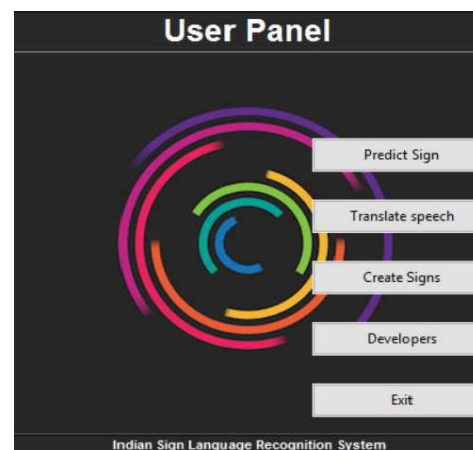 User Panel
Predict Sign
Translate speech
Create Signs
Developers
Exit
Indian Sign Language Recognition System